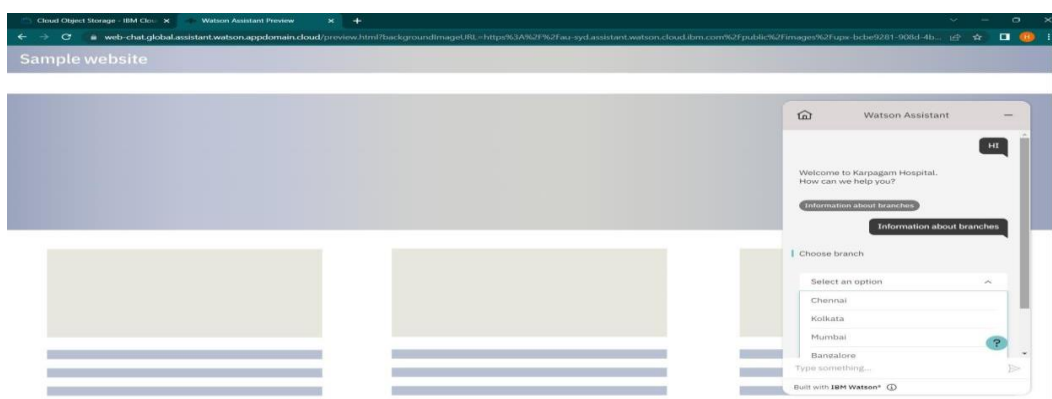 Cloud Object Storage - IBM Clou
Watson Assistant Preview
web-chat.global.assistant.watson.appdomain.cloud/preview.html?backgroundImageURL=https%3A%2F%2Fau-syd.assistant.watson.cloud.ibm.com%2Fpublic%2Fimages%2Fupx-bcbe9281-908d-4b...
H
Sample website
Watson Assistant
HI
Welcome to Karpagam Hospital.
How can we help you?
Information about branches
Information about branches
Choose branch
Select an option
Chennai
Kolkata
Mumbai
?
Bangalore
Type something...
Built with IBM Watson®